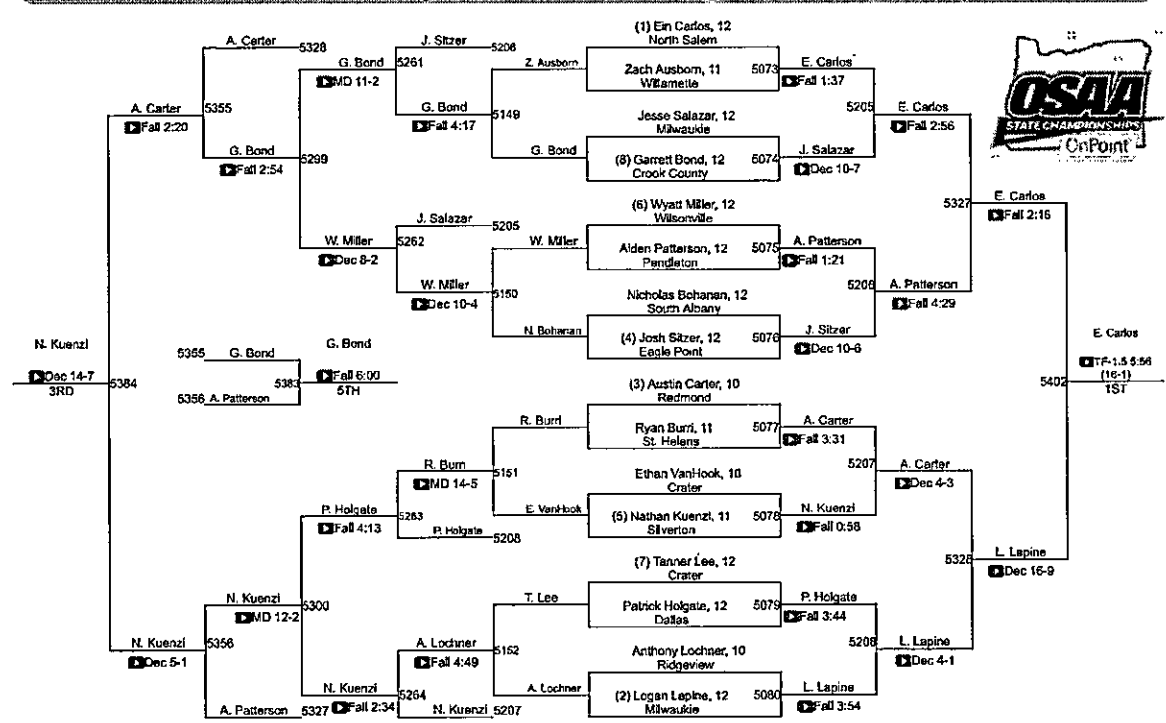 (1) Ein Carlos, 12
North Salem
Zach Ausborn, 11
Willamette
5073
Jesse Salazar, 12
Milwaukie
(8) Garrett Bond, 12
Crook County
5074
(6) Wyatt Miller, 12
Wilsonville
Aiden Patterson, 12
Pendleton
5075
Nicholas Bohanan, 12
South Albany
(4) Josh Sitzer, 12
Eagle Point
5076
(3) Austin Carter, 10
Redmond
Ryan Burri, 11
St. Helens
5077
Ethan VanHook, 10
Crater
(5) Nathan Kuenzi, 11
Silverton
5078
(7) Tanner Lee, 12
Crater
Patrick Holgate, 12
Dallas
5079
Anthony Lochner, 10
Ridgeview
(2) Logan Lapine, 12
Milwaukie
5080
E. Carlos
Fall 1:37
5205
J. Salazar
Dec 10-7
A. Patterson
Fall 1:21
5206
J. Sitzer
Dec 10-6
A. Carter
Fall 3:31
5207
N. Kuenzi
Fall 0:58
P. Holgate
Fall 3:44
5208
L. Lapine
Fall 3:54
E. Carlos
Fall 2:56
5327
A. Patterson
Fall 4:29
A. Carter
Dec 4-3
5328
L. Lapine
Dec 4-1
E. Carlos
Fall 2:16
5402
L. Lapine
Dec 16-9
E. Carlos
TF-1.5 5:56
(16-1)
1ST
Z. Ausborn
5149
G. Bond
W. Miller
5150
N. Bohanan
R. Burri
5151
E. VanHook
T. Lee
5152
A. Lochner
J. Sitzer
5206
5261
G. Bond
Fall 4:17
J. Salazar
5205
5262
W. Miller
Dec 10-4
R. Burri
MD 14-5
5263
P. Holgate
5208
A. Lochner
Fall 4:49
5264
N. Kuenzi
5207
G. Bond
MD 11-2
5299
W. Miller
Dec 8-2
P. Holgate
Fall 4:13
5300
N. Kuenzi
Fall 2:34
A. Carter
5328
5355
G. Bond
Fall 2:54
N. Kuenzi
MD 12-2
5356
A. Patterson
5327
A. Carter
Fall 2:20
5384
N. Kuenzi
Dec 5-1
N. Kuenzi
Dec 14-7
3RD
5355
G. Bond
5383
5356
A. Patterson
G. Bond
Fall 6:00
5TH
OSAA
STATE CHAMPIONSHIPS
OnPoint